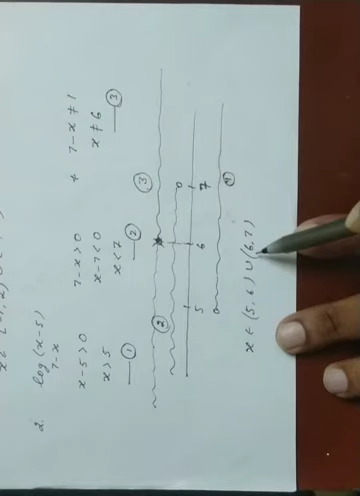 2. log (x-5)
7-x
x-5>0 7-x>0 & 7-x≠1
x>5 x-7<0 x≠6
—① x<7 —③
—②
③
②
5 6 7
①
x ∈ (5,6) ∪ (6,7)